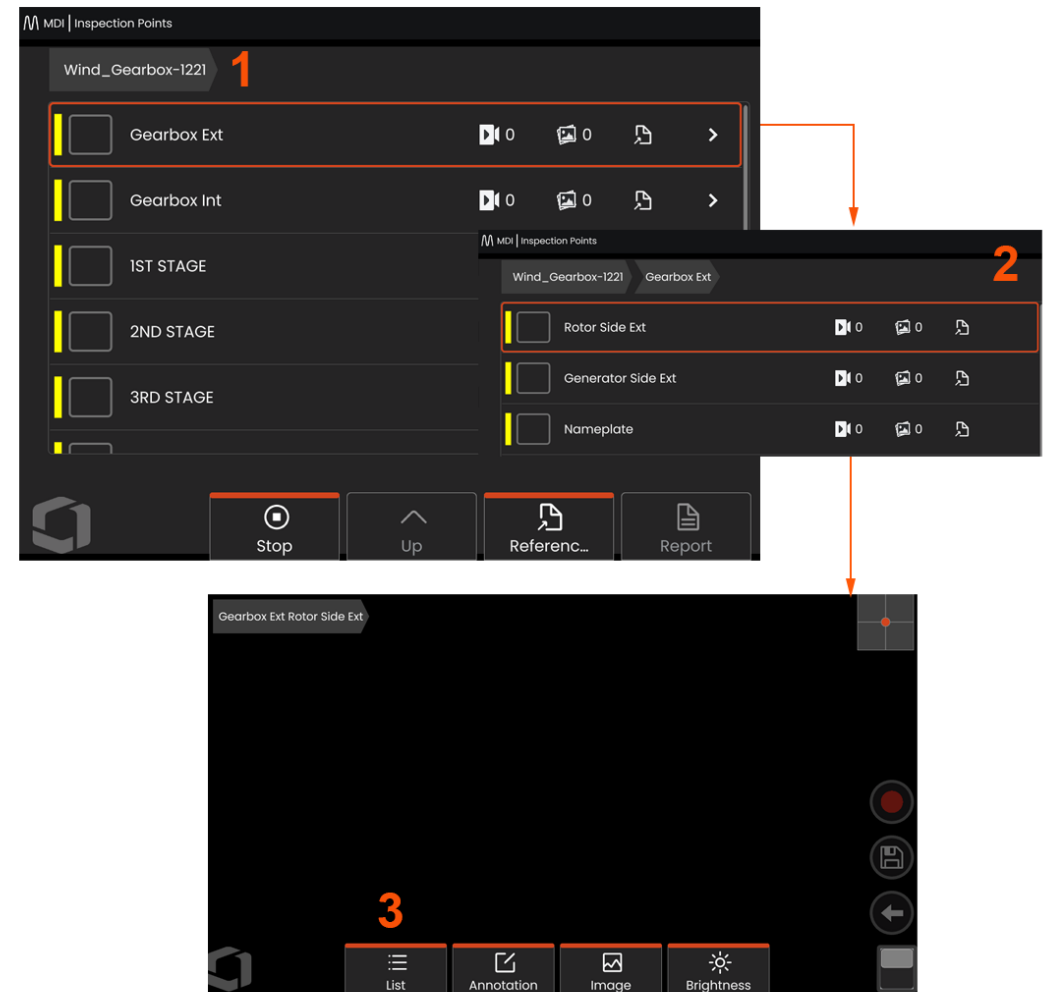 MDI | Inspection Points
Wind_Gearbox-1221 1
Gearbox Ext 0 0
Gearbox Int 0 0
1ST STAGE
2ND STAGE
3RD STAGE
Stop Up Referenc... Report
MDI | Inspection Points
2
Wind_Gearbox-1221 Gearbox Ext
Rotor Side Ext 0 0
Generator Side Ext 0 0
Nameplate 0 0
Gearbox Ext Rotor Side Ext
3
List Annotation Image Brightness